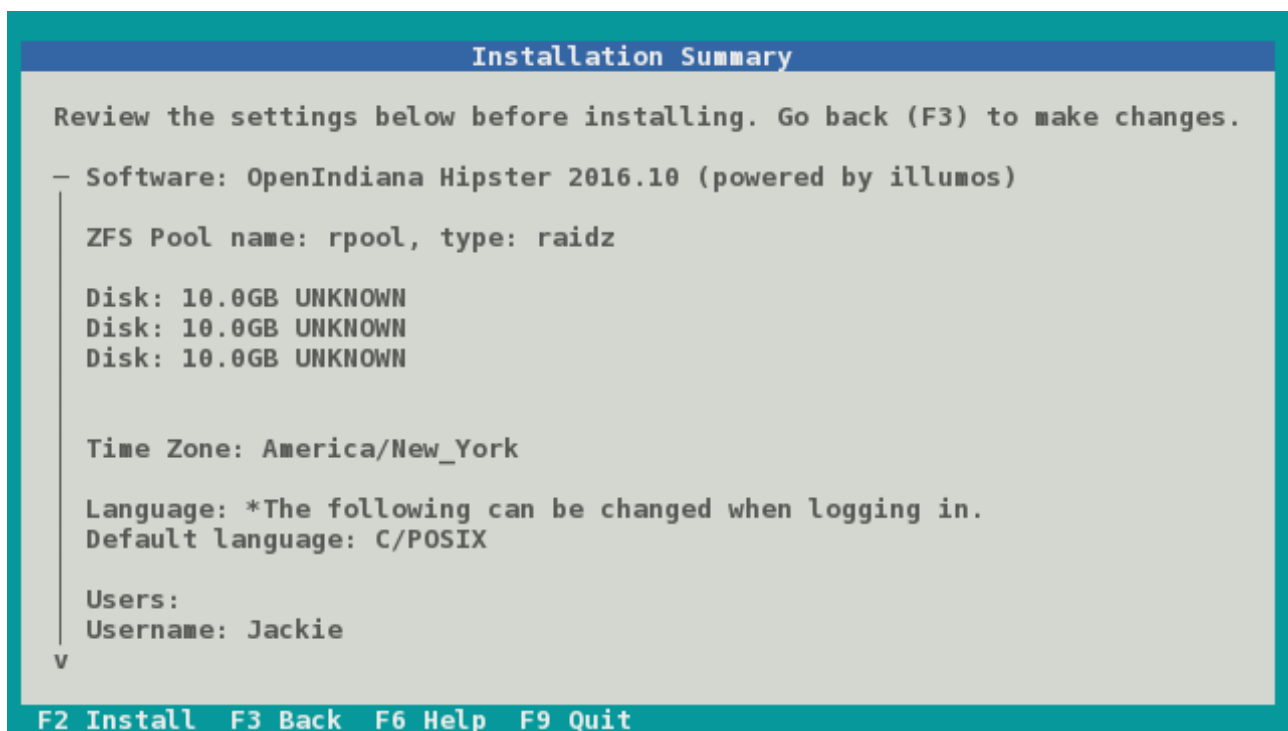 Installation Summary
Review the settings below before installing. Go back (F3) to make changes.
Software: OpenIndiana Hipster 2016.10 (powered by illumos)
ZFS Pool name: rpool, type: raidz
Disk: 10.0GB UNKNOWN
Disk: 10.0GB UNKNOWN
Disk: 10.0GB UNKNOWN
Time Zone: America/New_York
Language: *The following can be changed when logging in.
Default language: C/POSIX
Users:
Username: Jackie
v
F2 Install  F3 Back  F6 Help  F9 Quit